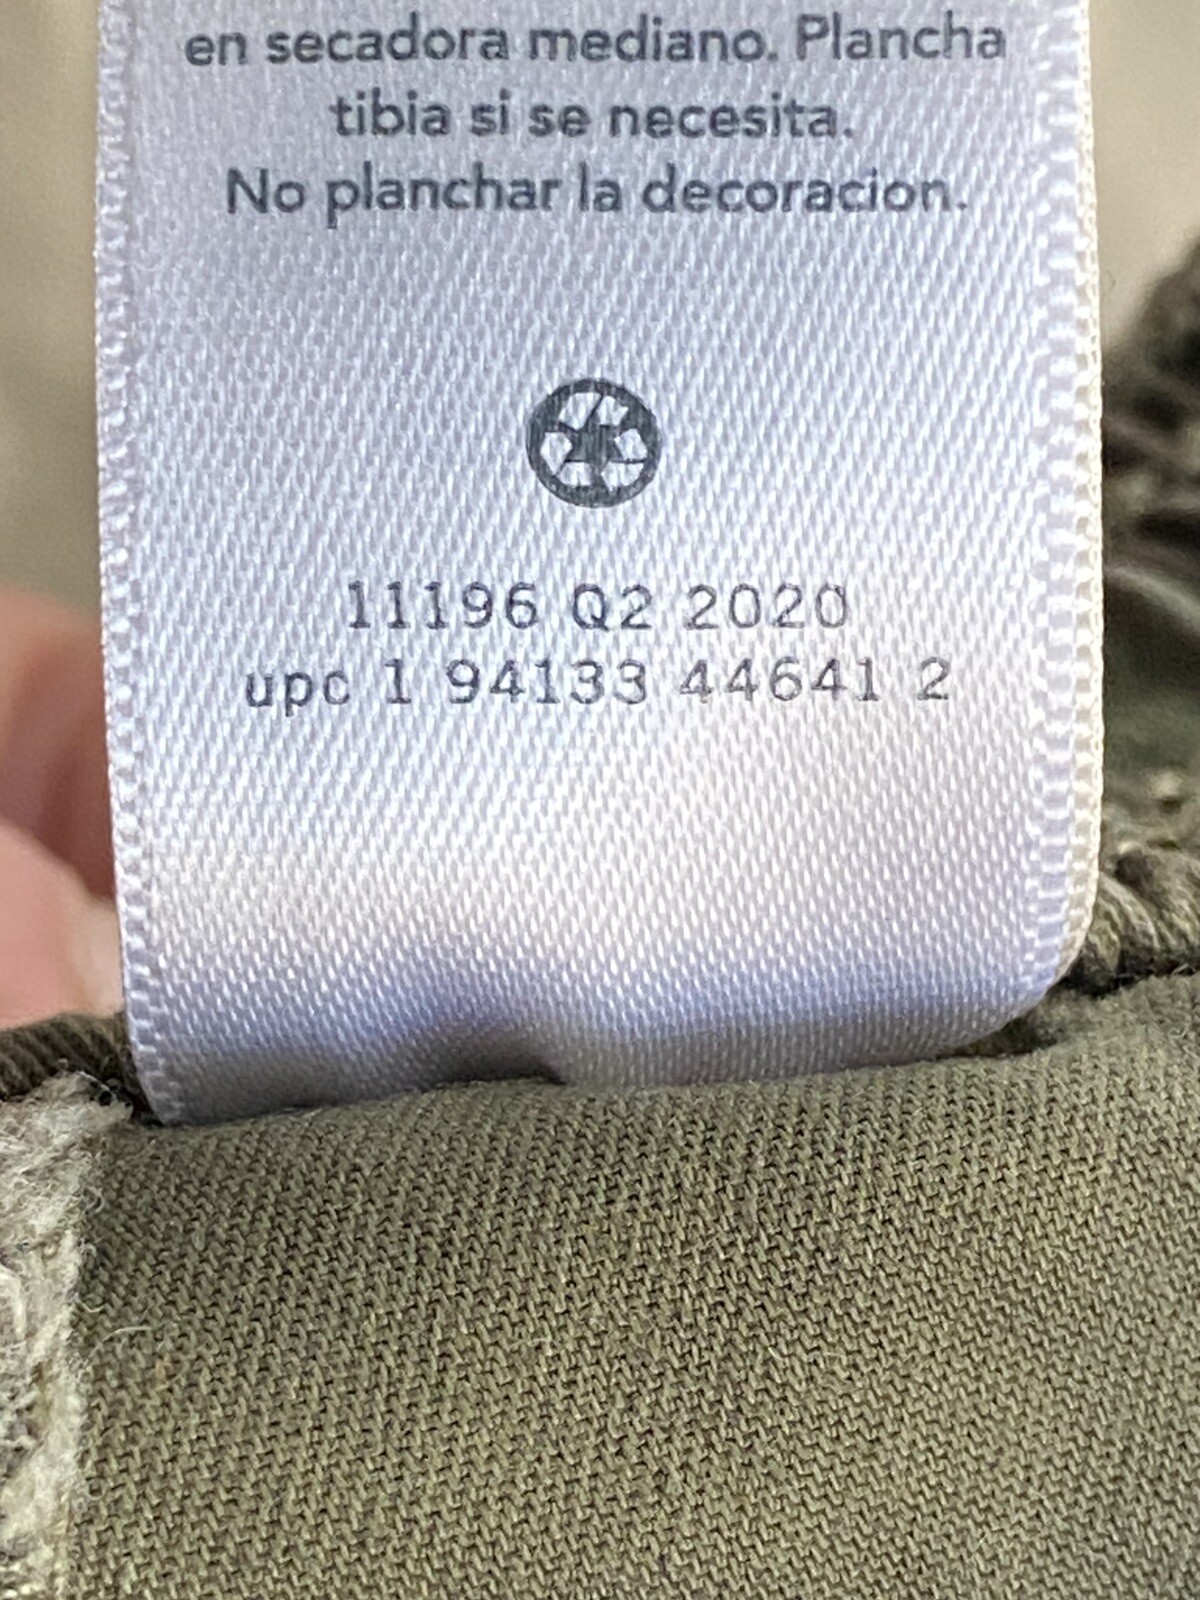 en secadora mediano. Plancha
tibia si se necesita.
No planchar la decoracion.
11196 Q2 2020
upc 1 94133 44641 2